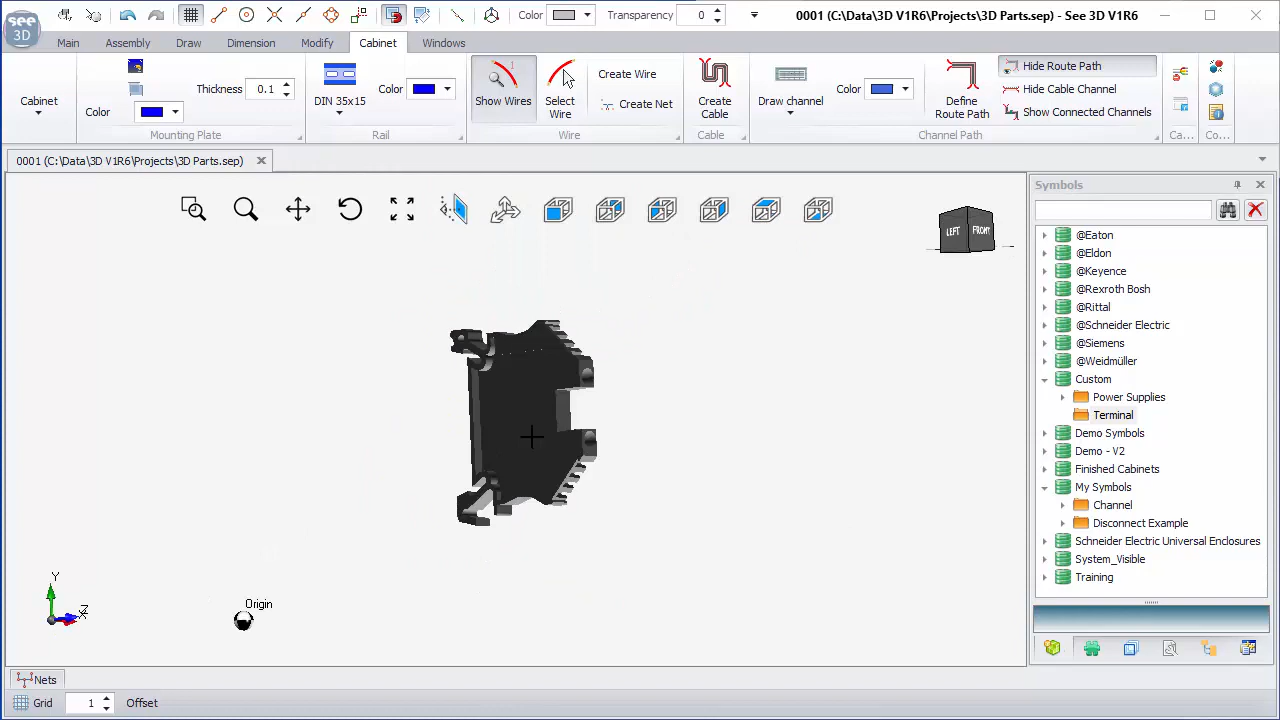 see
3D
Color
Transparency
0
0001 (C:\Data\3D V1R6\Projects\3D Parts.sep) - See 3D V1R6
Main
Assembly
Draw
Dimension
Modify
Cabinet
Windows
Cabinet
Color
Thickness
0.1
Mounting Plate
DIN 35x15
Color
Rail
Show Wires
Select
Wire
Create Wire
Create Net
Wire
Create
Cable
Cable
Draw channel
Color
Define
Route Path
Hide Route Path
Hide Cable Channel
Show Connected Channels
Channel Path
Ca...
Co...
0001 (C:\Data\3D V1R6\Projects\3D Parts.sep)
LEFT
FRONT
Y
Z
X
Origin
Symbols
@Eaton
@Eldon
@Keyence
@Rexroth Bosh
@Rittal
@Schneider Electric
@Siemens
@Weidmüller
Custom
Power Supplies
Terminal
Demo Symbols
Demo - V2
Finished Cabinets
My Symbols
Channel
Disconnect Example
Schneider Electric Universal Enclosures
System_Visible
Training
Nets
Grid
1
Offset